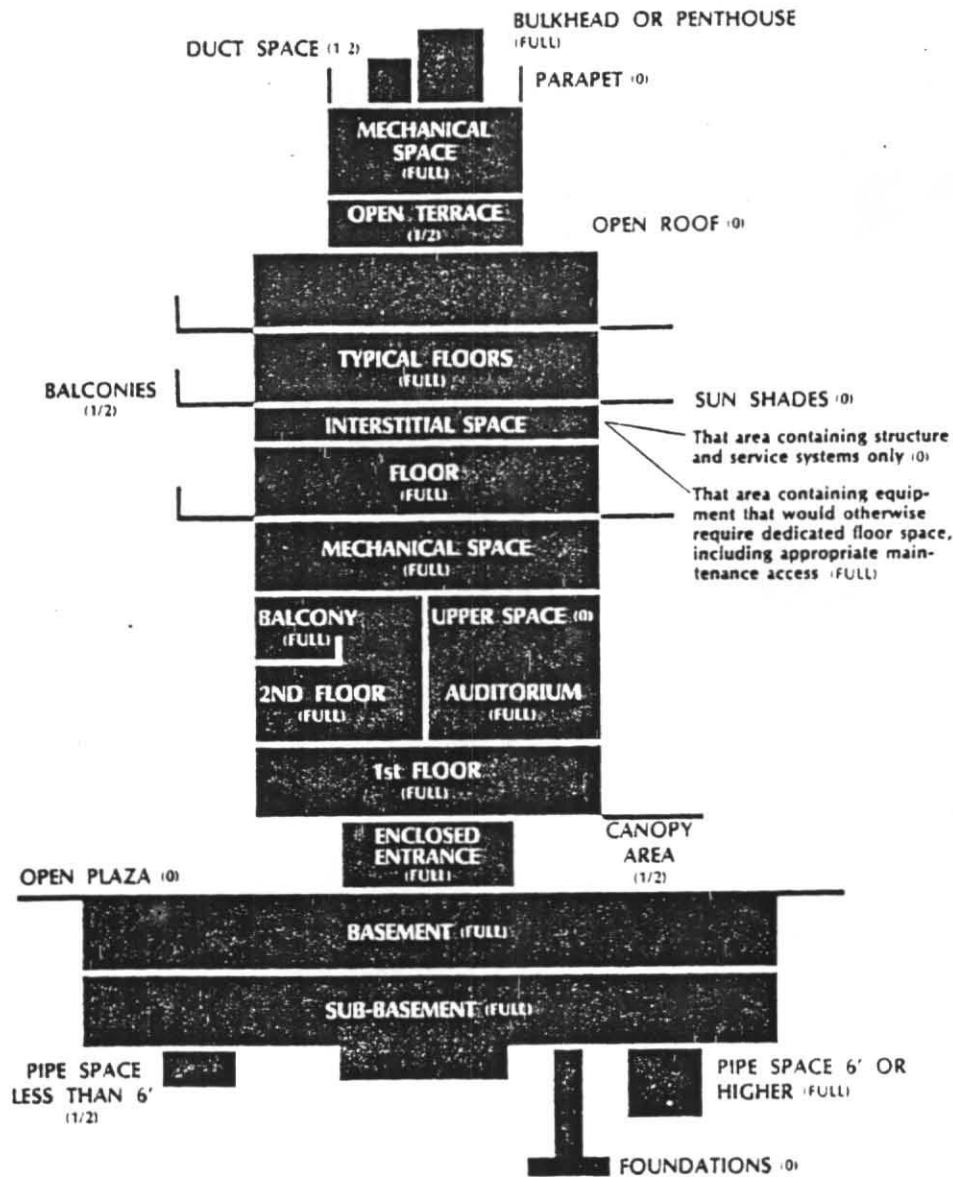 BULKHEAD OR PENTHOUSE
(FULL)
DUCT SPACE (1 2)
PARAPET (0)
MECHANICAL
SPACE
(FULL)
OPEN TERRACE
(1/2)
OPEN ROOF (0)
TYPICAL FLOORS
(FULL)
BALCONIES
(1/2)
SUN SHADES (0)
INTERSTITIAL SPACE
That area containing structure
and service systems only (0)
FLOOR
(FULL)
That area containing equip-
ment that would otherwise
require dedicated floor space,
including appropriate main-
tenance access (FULL)
MECHANICAL SPACE
(FULL)
BALCONY
(FULL)
UPPER SPACE (0)
2ND FLOOR
(FULL)
AUDITORIUM
(FULL)
1st FLOOR
(FULL)
ENCLOSED
ENTRANCE
(FULL)
CANOPY
AREA
(1/2)
OPEN PLAZA (0)
BASEMENT (FULL)
SUB-BASEMENT (FULL)
PIPE SPACE
LESS THAN 6'
(1/2)
PIPE SPACE 6' OR
HIGHER (FULL)
FOUNDATIONS (0)